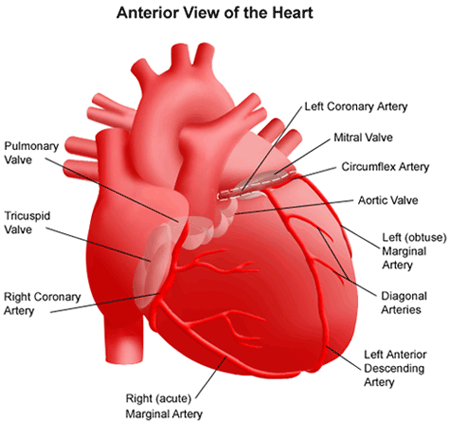 Anterior View of the Heart
Left Coronary Artery
Mitral Valve
Circumflex Artery
Aortic Valve
Left (obtuse)
Marginal
Artery
Diagonal
Arteries
Left Anterior
Descending
Artery
Pulmonary
Valve
Tricuspid
Valve
Right Coronary
Artery
Right (acute)
Marginal Artery